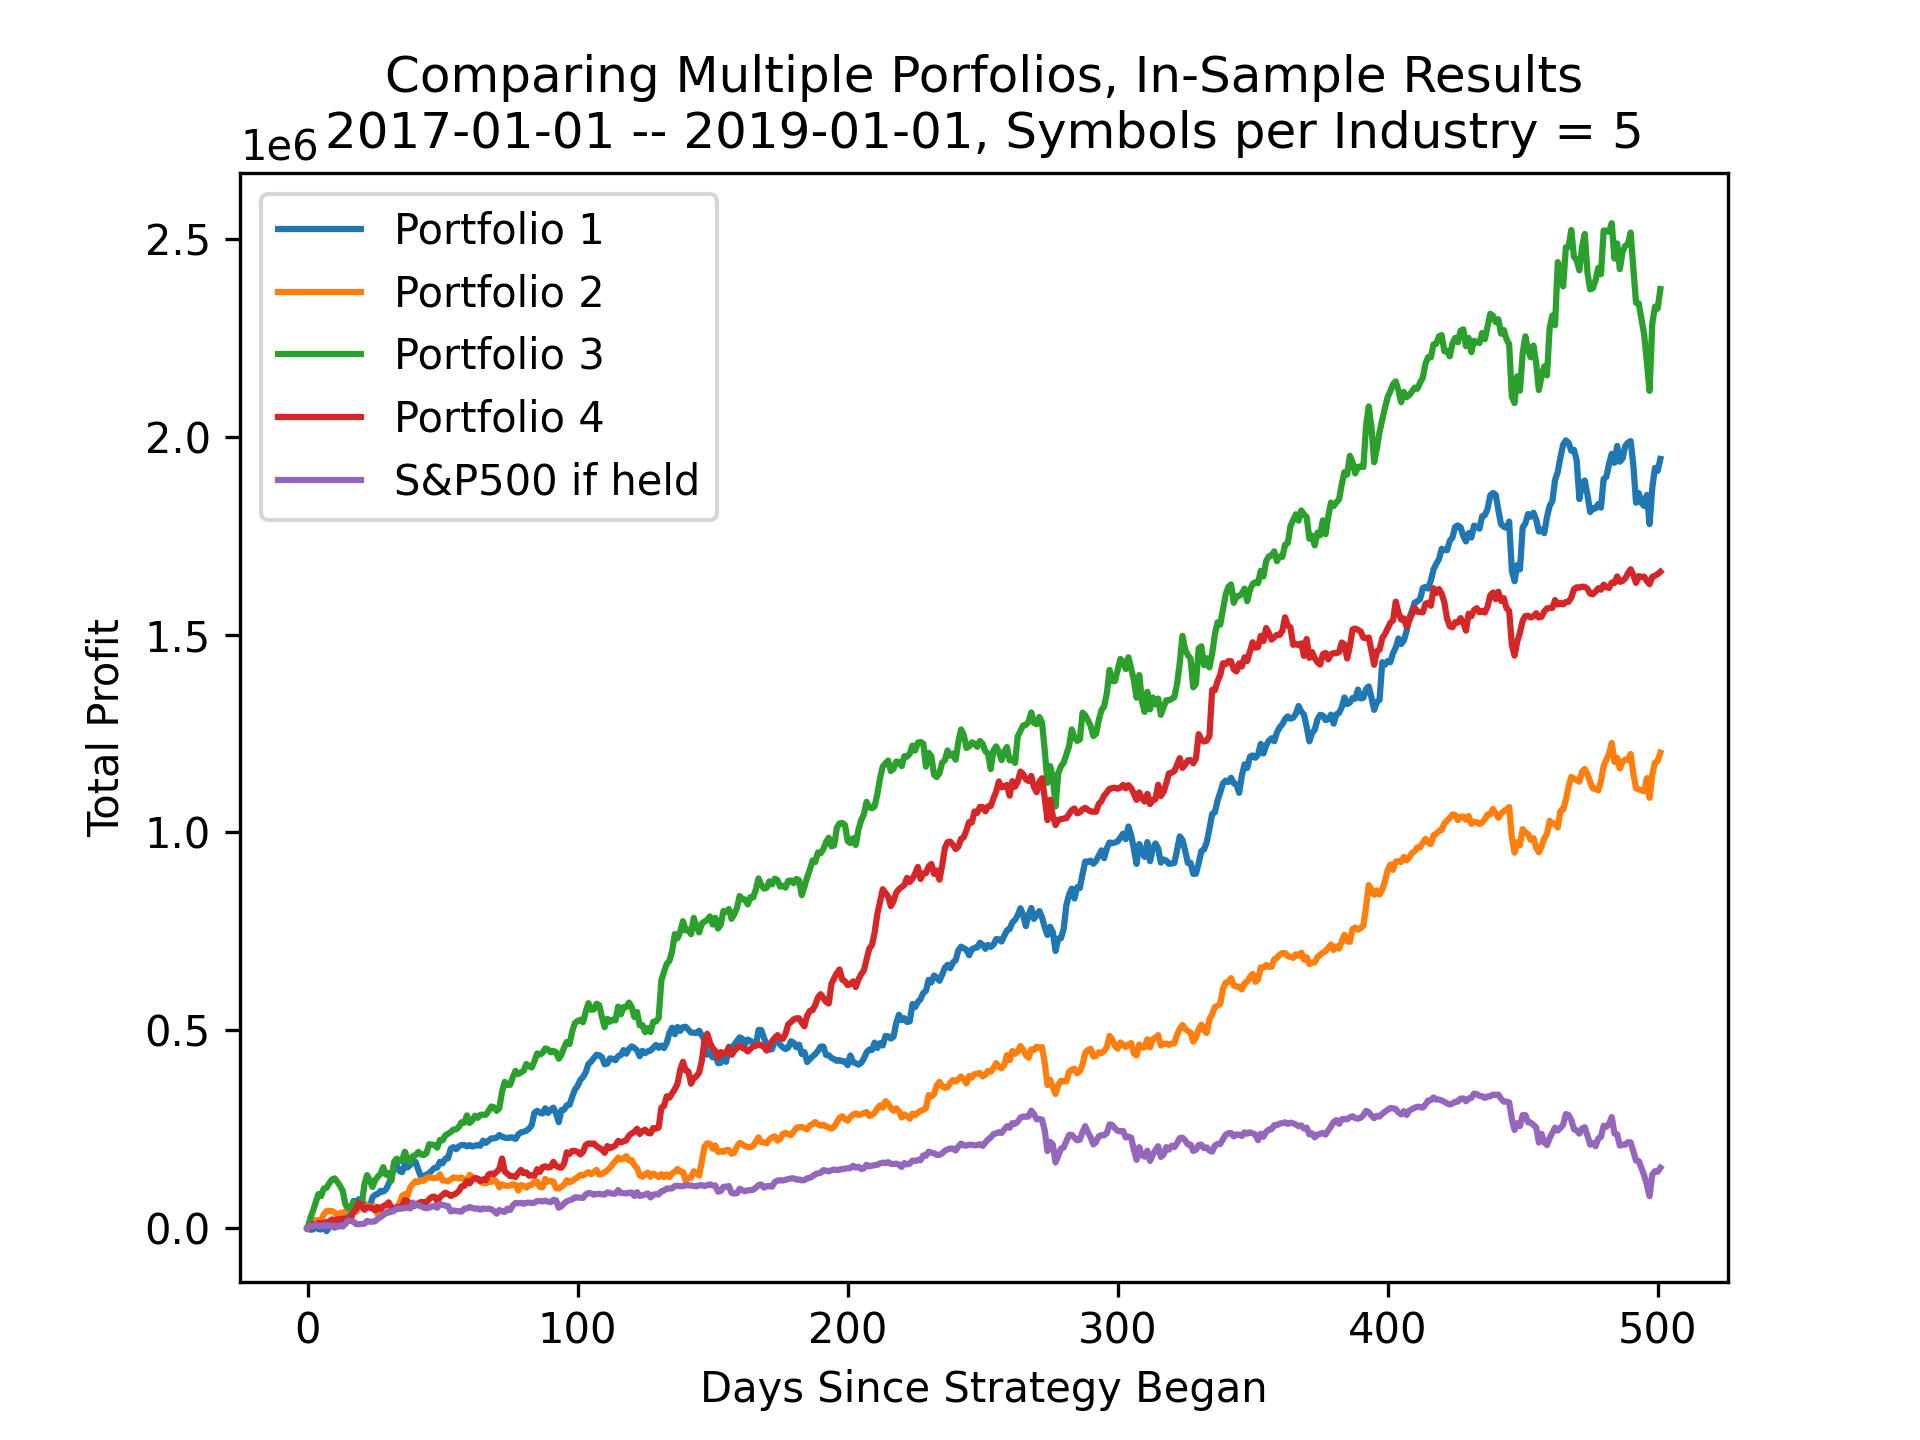 Comparing Multiple Porfolios, In-Sample Results
2017-01-01 -- 2019-01-01, Symbols per Industry = 5
1e6
Portfolio 1
Portfolio 2
Portfolio 3
Portfolio 4
S&P500 if held
2.5
2.0
1.5
1.0
0.5
0.0
Total Profit
0 100 200 300 400 500
Days Since Strategy Began